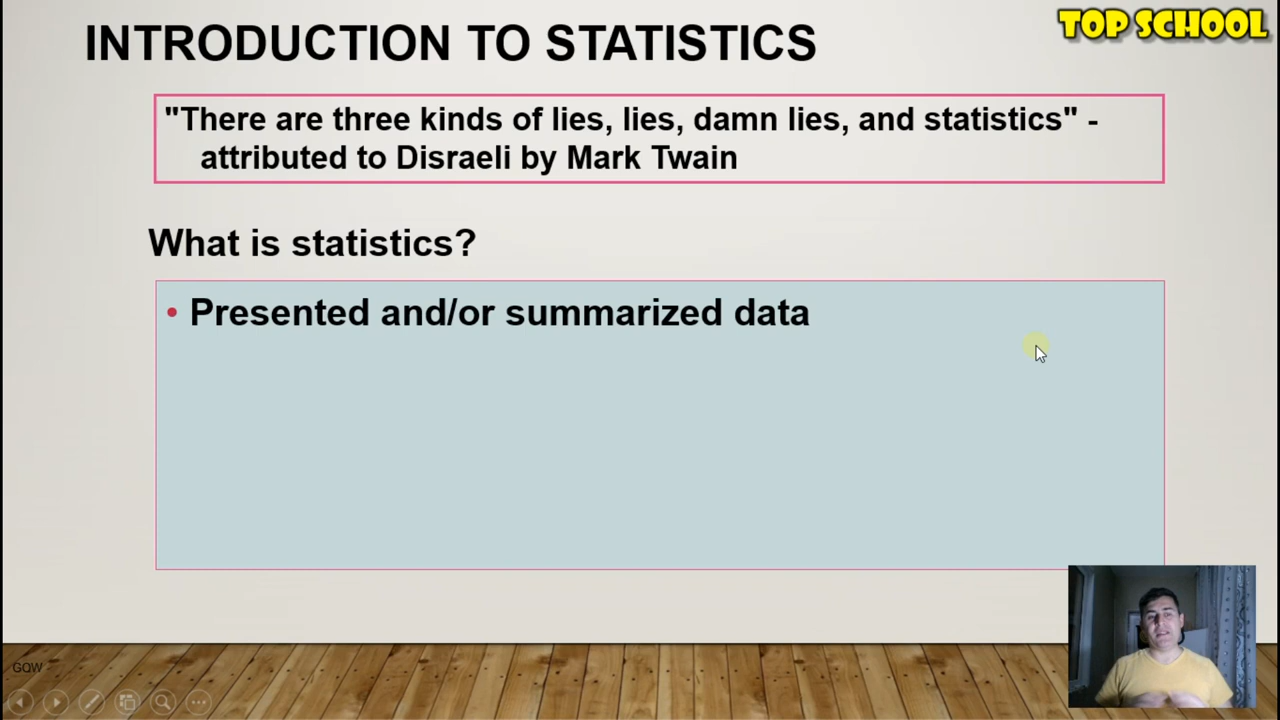 INTRODUCTION TO STATISTICS
TOP SCHOOL
"There are three kinds of lies, lies, damn lies, and statistics" -
attributed to Disraeli by Mark Twain
What is statistics?
• Presented and/or summarized data
GQW